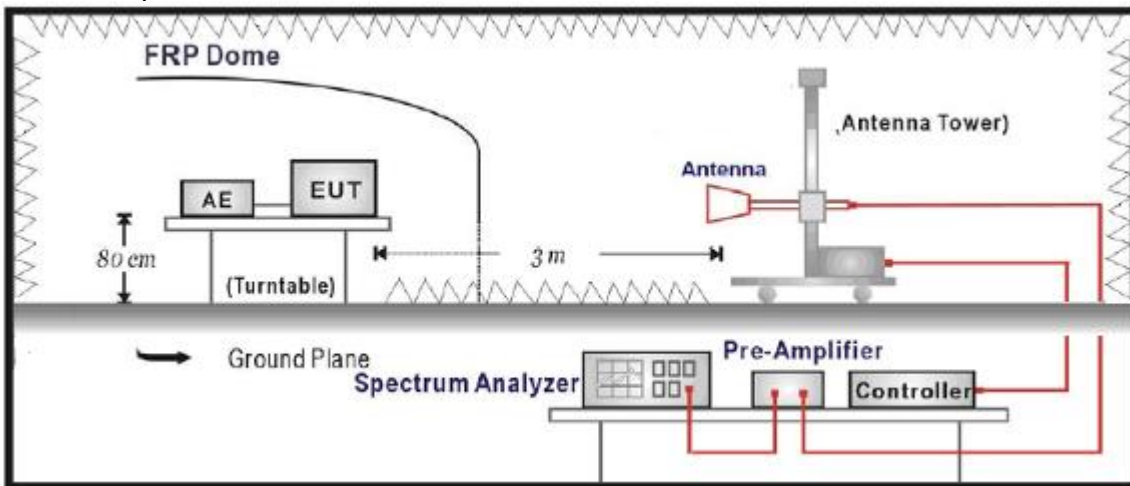 FRP Dome
(Antenna Tower)
Antenna
AE
EUT
80 cm
3 m
(Turntable)
Ground Plane
Pre-Amplifier
Spectrum Analyzer
Controller